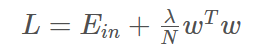 L = E_{in} + \frac{\lambda}{N} w^T w